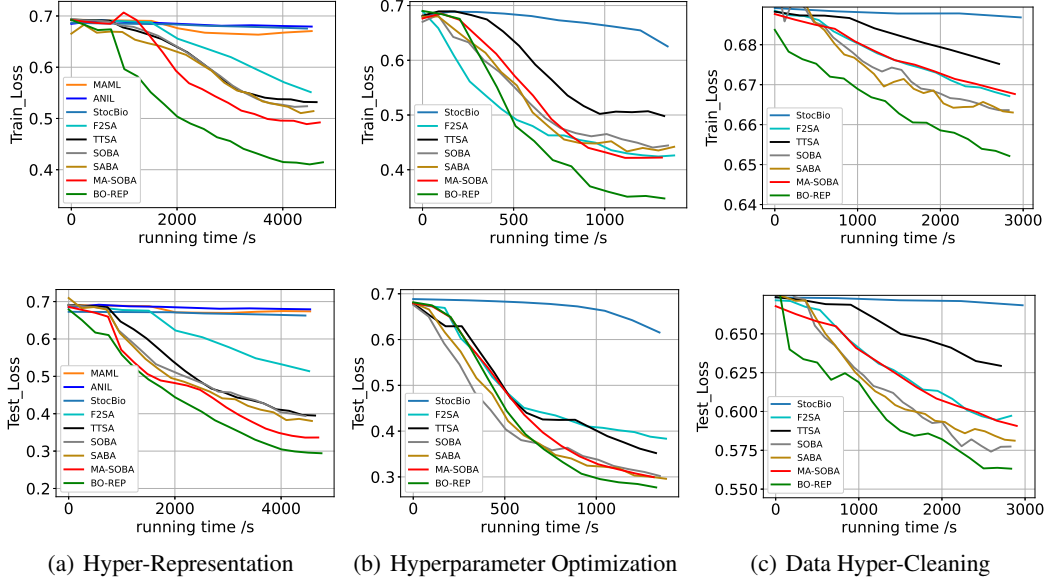 Train_Loss
0.7
0.6
0.5
0.4
MAML
ANIL
StocBio
F2SA
TTSA
SOBA
SABA
MA-SOBA
BO-REP
0 2000 4000
running time /s
Train_Loss
0.7
0.6
0.5
0.4
StocBio
F2SA
TTSA
SOBA
SABA
MA-SOBA
BO-REP
0 500 1000
running time /s
Train_Loss
0.68
0.66
0.65
0.64
StocBio
F2SA
TTSA
SOBA
SABA
MA-SOBA
BO-REP
0 1000 2000 3000
running time /s
Test_Loss
0.7
0.6
0.5
0.4
0.3
0.2
MAML
ANIL
StocBio
F2SA
TTSA
SOBA
SABA
MA-SOBA
BO-REP
0 2000 4000
running time /s
Test_Loss
0.7
0.6
0.5
0.4
0.3
StocBio
F2SA
TTSA
SOBA
SABA
MA-SOBA
BO-REP
0 500 1000
running time /s
Test_Loss
0.650
0.625
0.600
0.575
0.550
StocBio
F2SA
TTSA
SOBA
SABA
MA-SOBA
BO-REP
0 1000 2000 3000
running time /s
(a) Hyper-Representation
(b) Hyperparameter Optimization
(c) Data Hyper-Cleaning